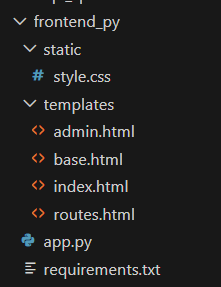 frontend_py
static
style.css
templates
admin.html
base.html
index.html
routes.html
app.py
requirements.txt